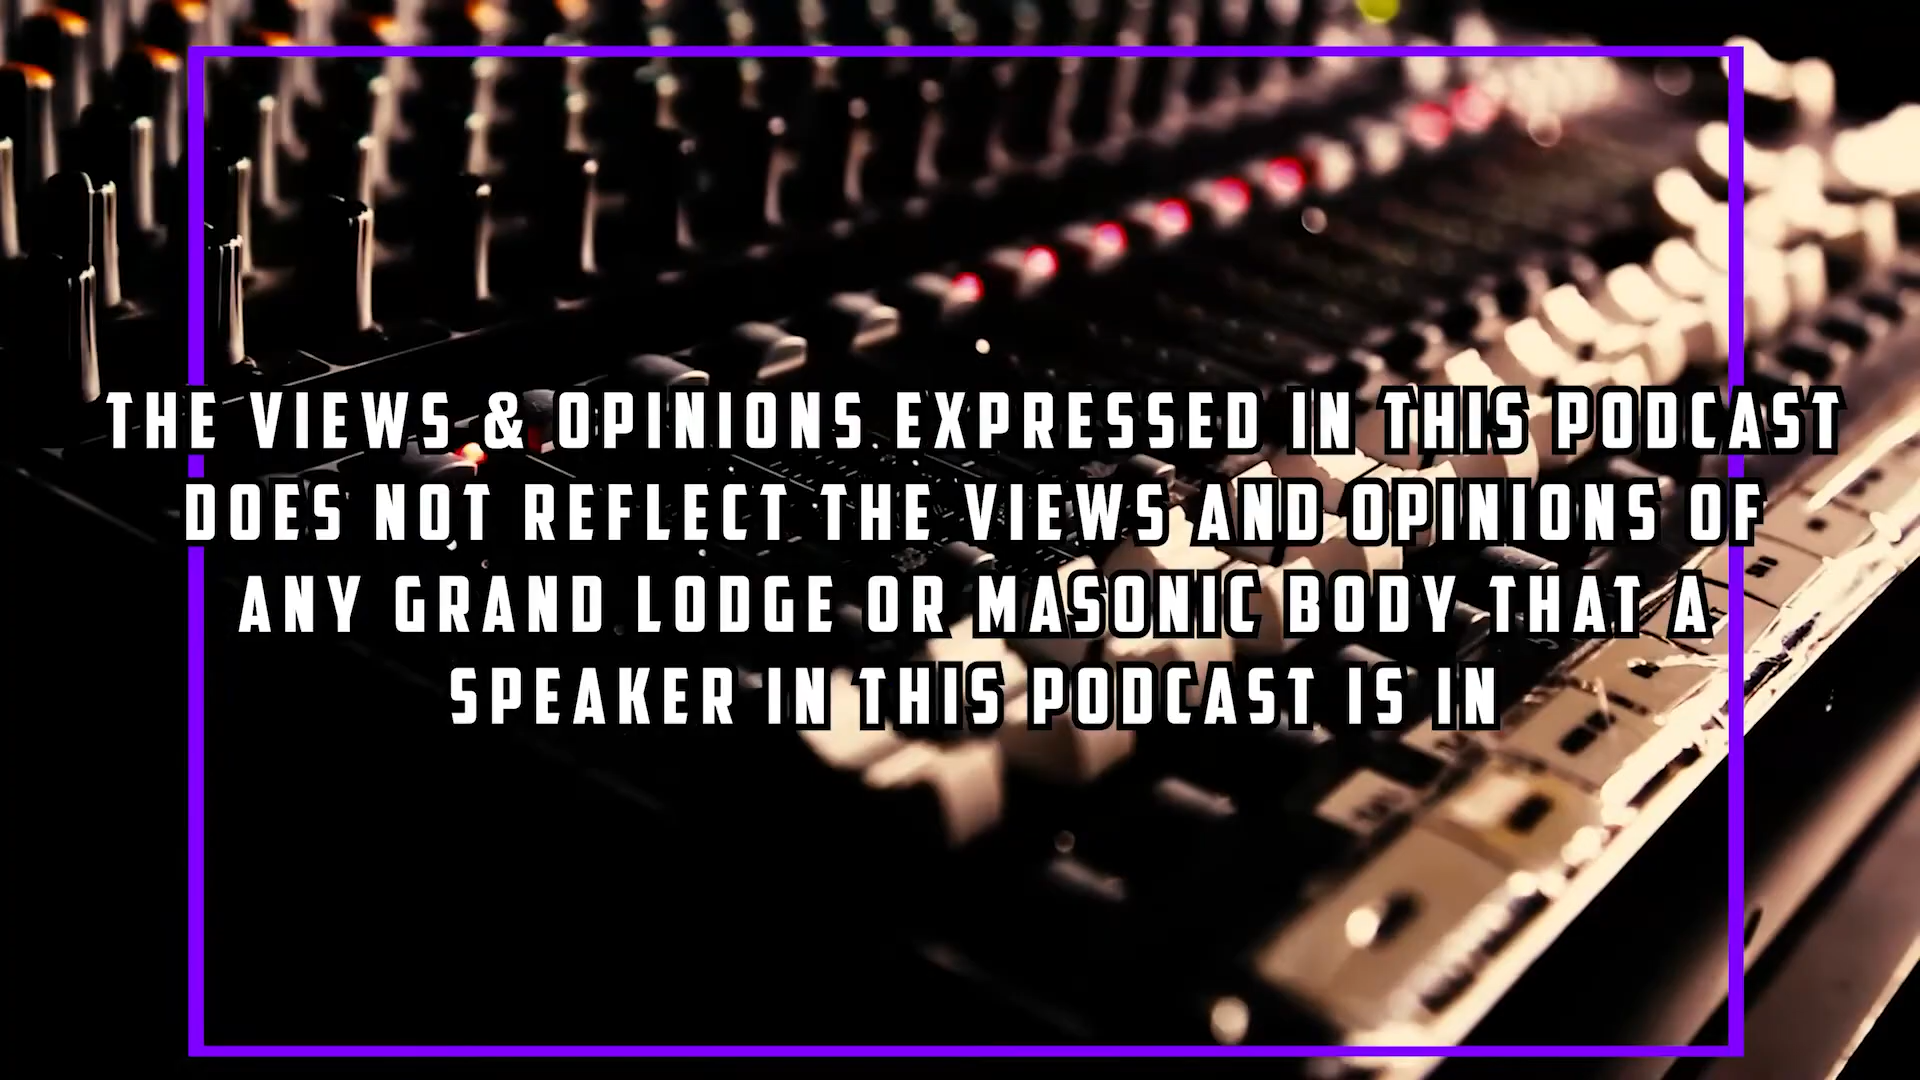 THE VIEWS & OPINIONS EXPRESSED IN THIS PODCAST
DOES NOT REFLECT THE VIEWS AND OPINIONS OF
ANY GRAND LODGE OR MASONIC BODY THAT A
SPEAKER IN THIS PODCAST IS IN